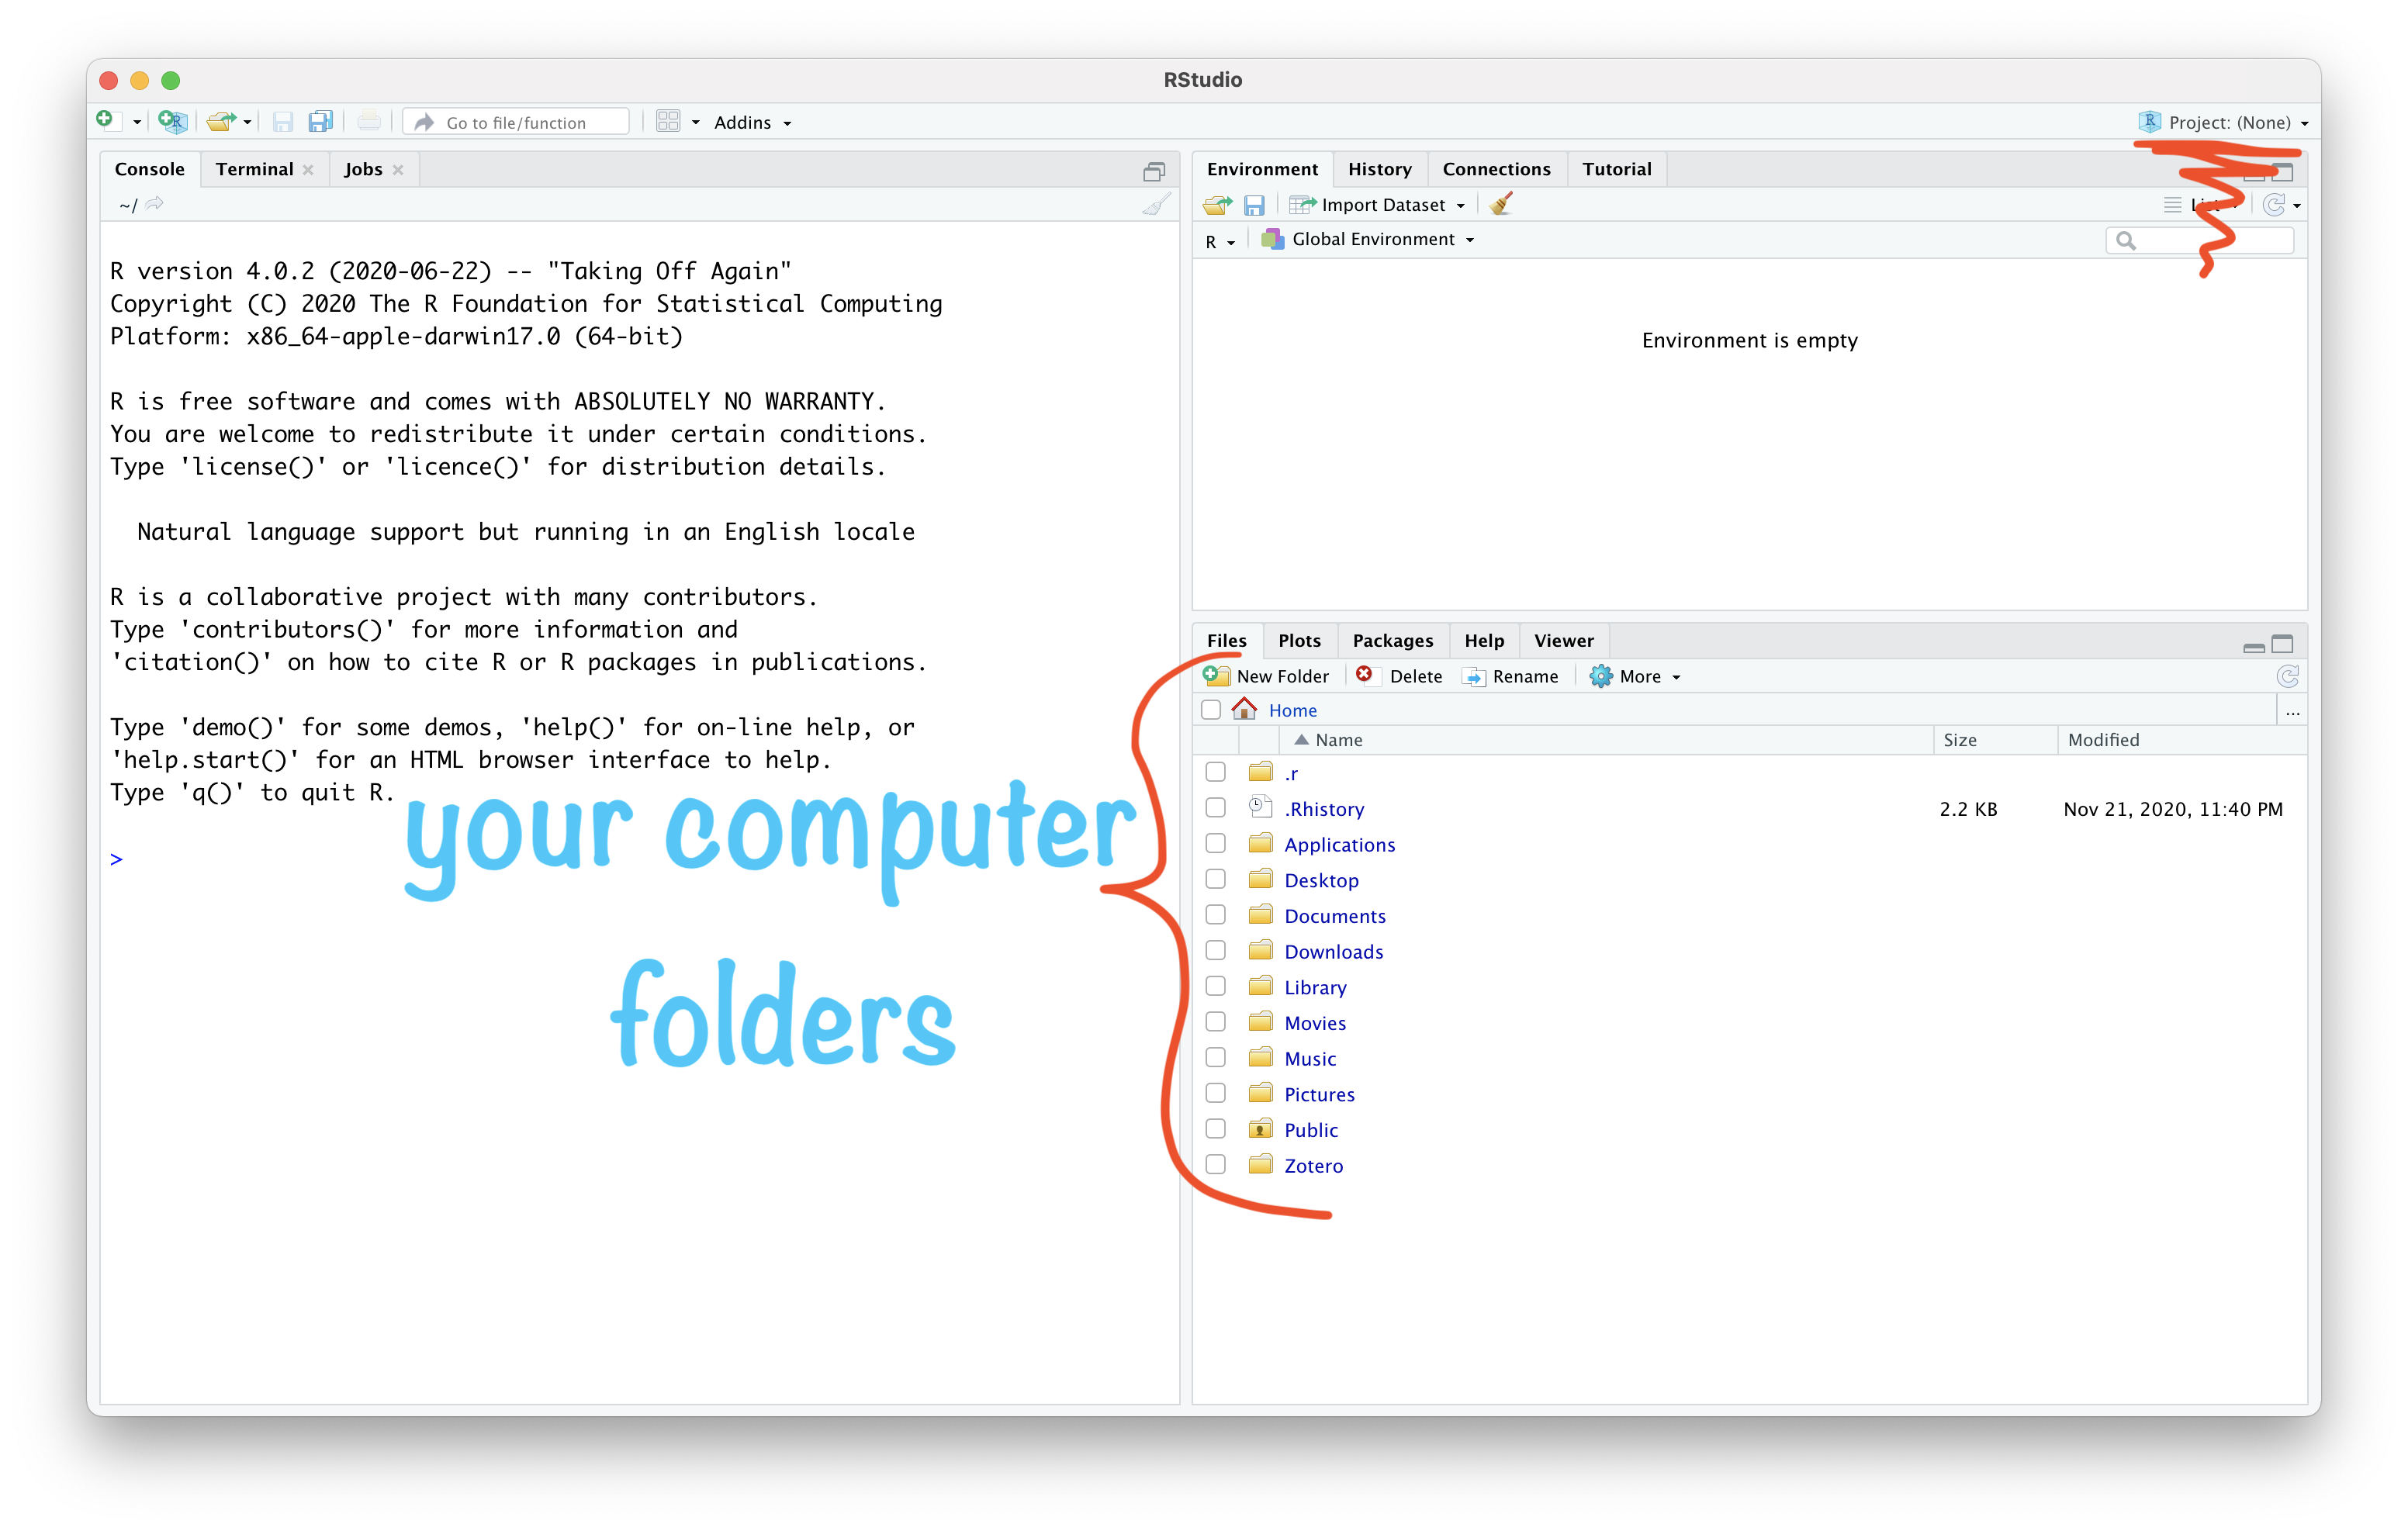 RStudio
Go to file/function
Addins
Project: (None)
Console
Terminal
Jobs
~/
R version 4.0.2 (2020-06-22) -- "Taking Off Again"
Copyright (C) 2020 The R Foundation for Statistical Computing
Platform: x86_64-apple-darwin17.0 (64-bit)
R is free software and comes with ABSOLUTELY NO WARRANTY.
You are welcome to redistribute it under certain conditions.
Type 'license()' or 'licence()' for distribution details.
Natural language support but running in an English locale
R is a collaborative project with many contributors.
Type 'contributors()' for more information and
'citation()' on how to cite R or R packages in publications.
Type 'demo()' for some demos, 'help()' for on-line help, or
'help.start()' for an HTML browser interface to help.
Type 'q()' to quit R.
>
your computer
folders
Environment
History
Connections
Tutorial
Import Dataset
List
R
Global Environment
Environment is empty
Files
Plots
Packages
Help
Viewer
New Folder
Delete
Rename
More
Home
...
Name Size Modified
.r
.Rhistory 2.2 KB Nov 21, 2020, 11:40 PM
Applications
Desktop
Documents
Downloads
Library
Movies
Music
Pictures
Public
Zotero